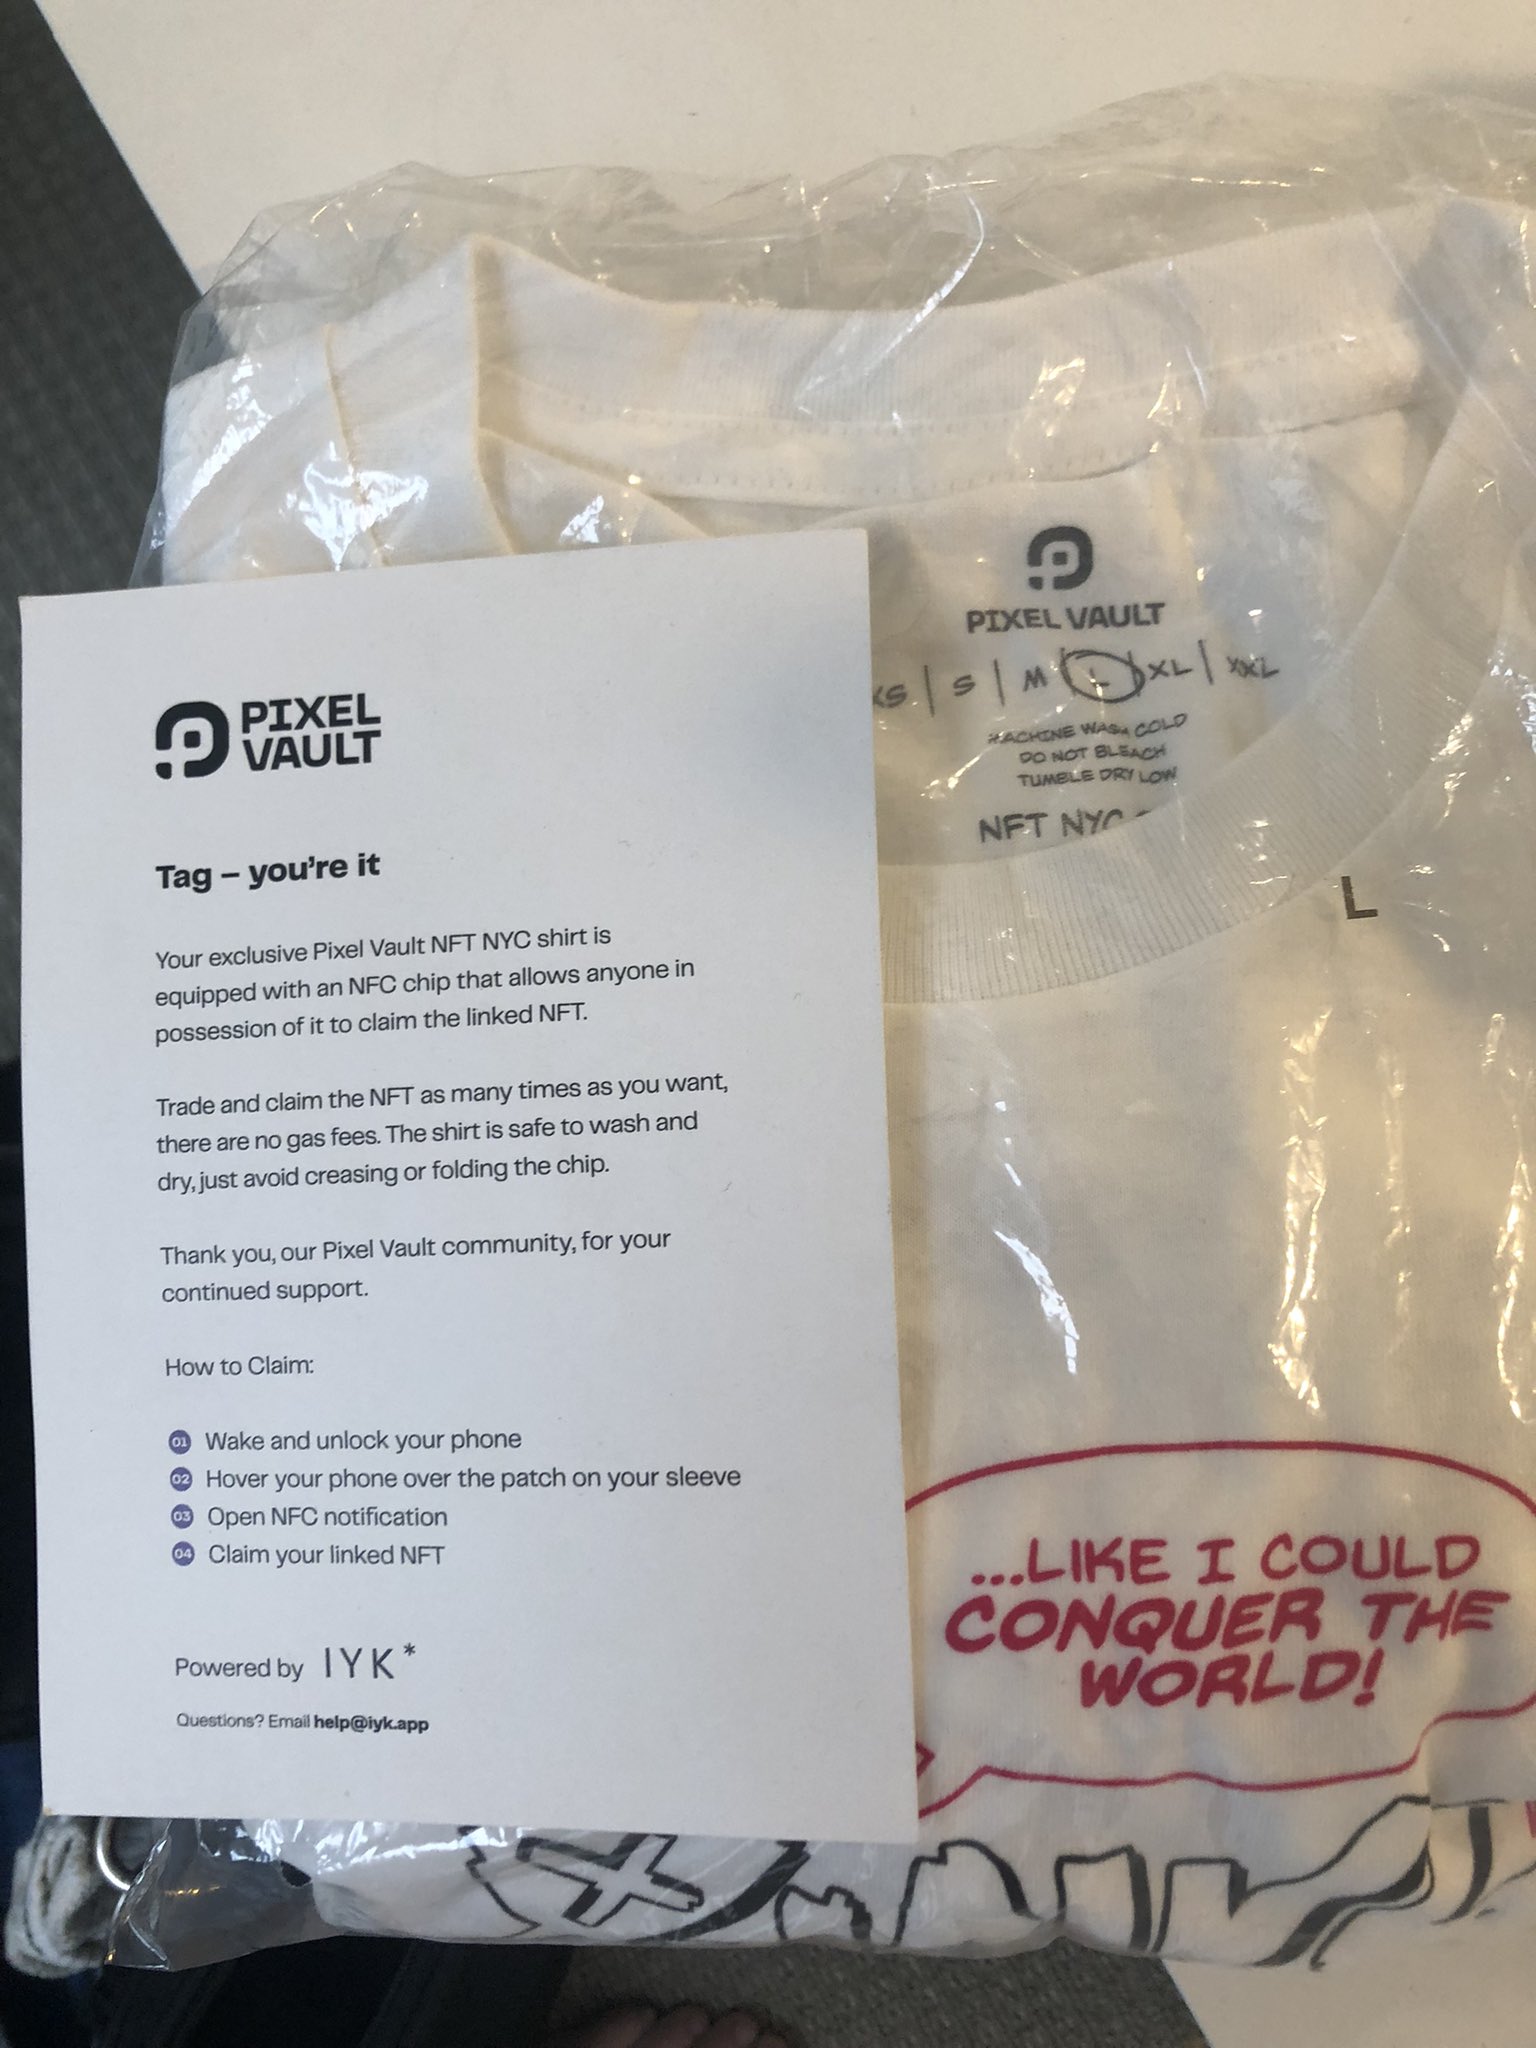 PIXEL
VAULT
Tag – you're it
Your exclusive Pixel Vault NFT NYC shirt is
equipped with an NFC chip that allows anyone in
possession of it to claim the linked NFT.
Trade and claim the NFT as many times as you want,
there are no gas fees. The shirt is safe to wash and
dry, just avoid creasing or folding the chip.
Thank you, our Pixel Vault community, for your
continued support.
How to Claim:
01 Wake and unlock your phone
02 Hover your phone over the patch on your sleeve
03 Open NFC notification
04 Claim your linked NFT
Powered by IYK*
Questions? Email help@iyk.app
PIXEL VAULT
XS | S | M | L | XL | XXL
MACHINE WASH COLD
DO NOT BLEACH
TUMBLE DRY LOW
NFT NYC
L
...LIKE I COULD
CONQUER THE
WORLD!